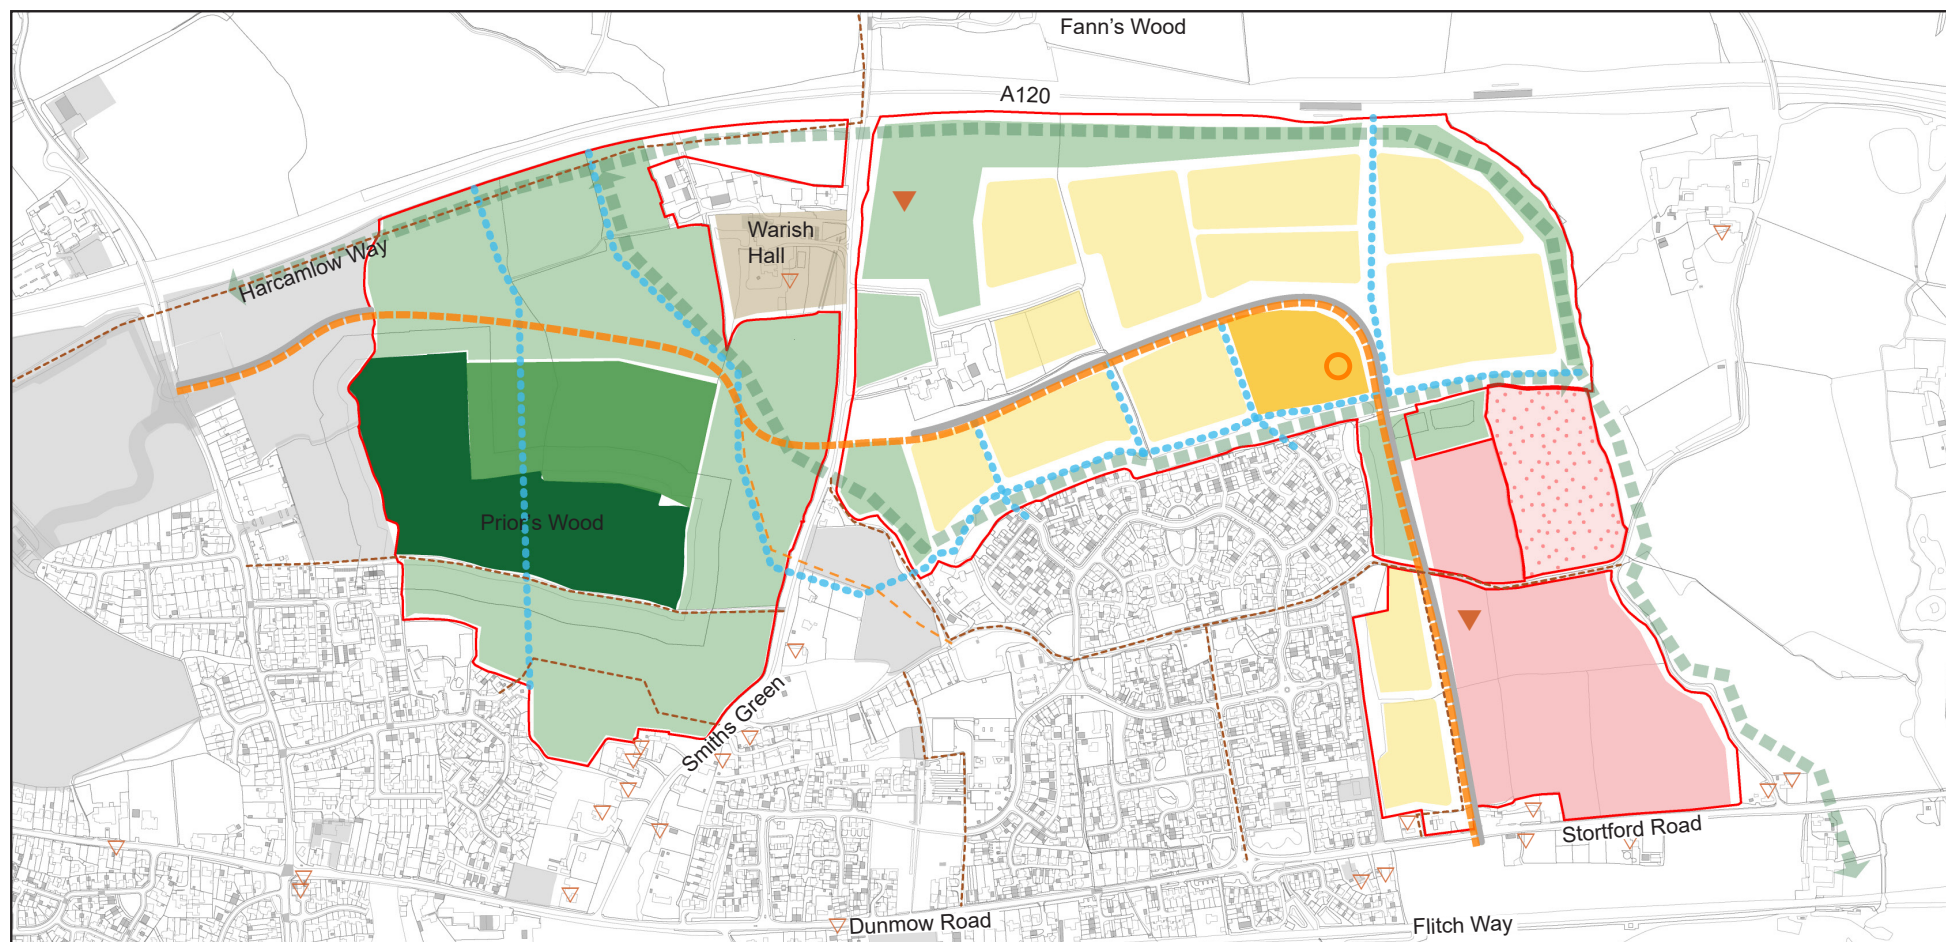 Fann's Wood
A120
Warish
Hall
Harcamlow Way
Prior's Wood
Smiths Green
Stortford Road
Dunmow Road
Flitch Way